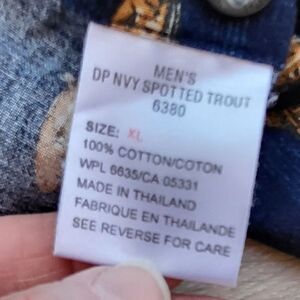 MEN'S
DP NVY SPOTTED TROUT
6380
SIZE: XL
100% COTTON/COTON
WPL 6635/CA 05331
MADE IN THAILAND
FABRIQUE EN THAILANDE
SEE REVERSE FOR CARE